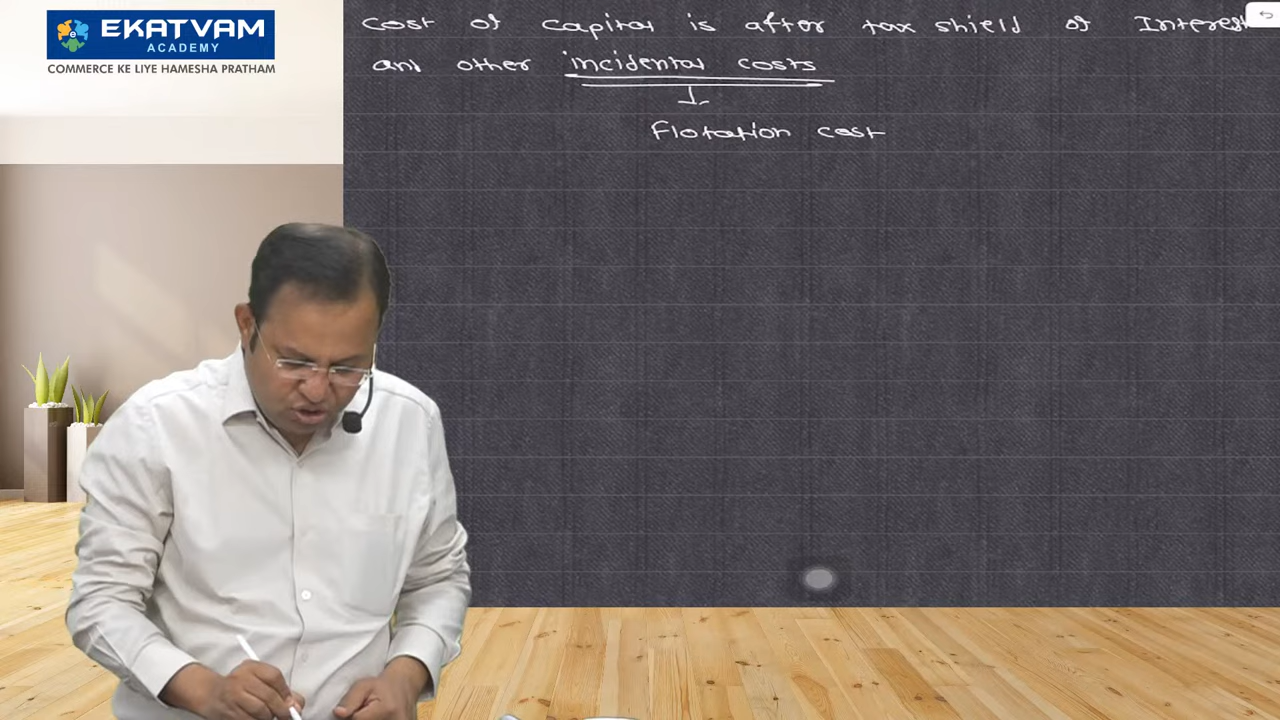 EKATVAM
ACADEMY
COMMERCE KE LIYE HAMESHA PRATHAM
Cost of Capital is after tax shield of Interest
and other incidental costs
Flotation cost